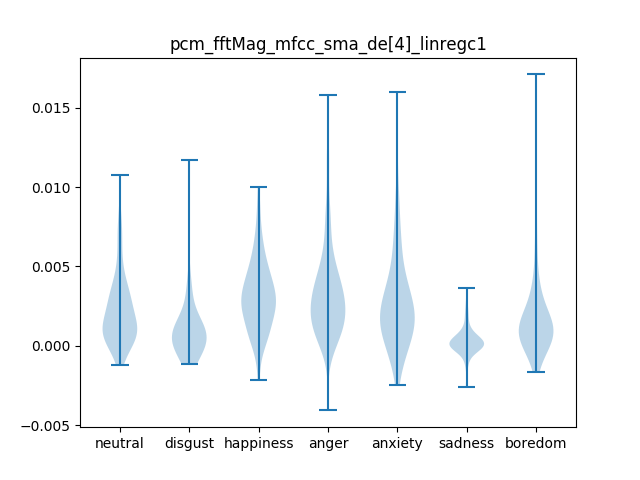 pcm_fftMag_mfcc_sma_de[4]_linregc1
0.015
0.010
0.005
0.000
−0.005
neutral disgust happiness anger anxiety sadness boredom